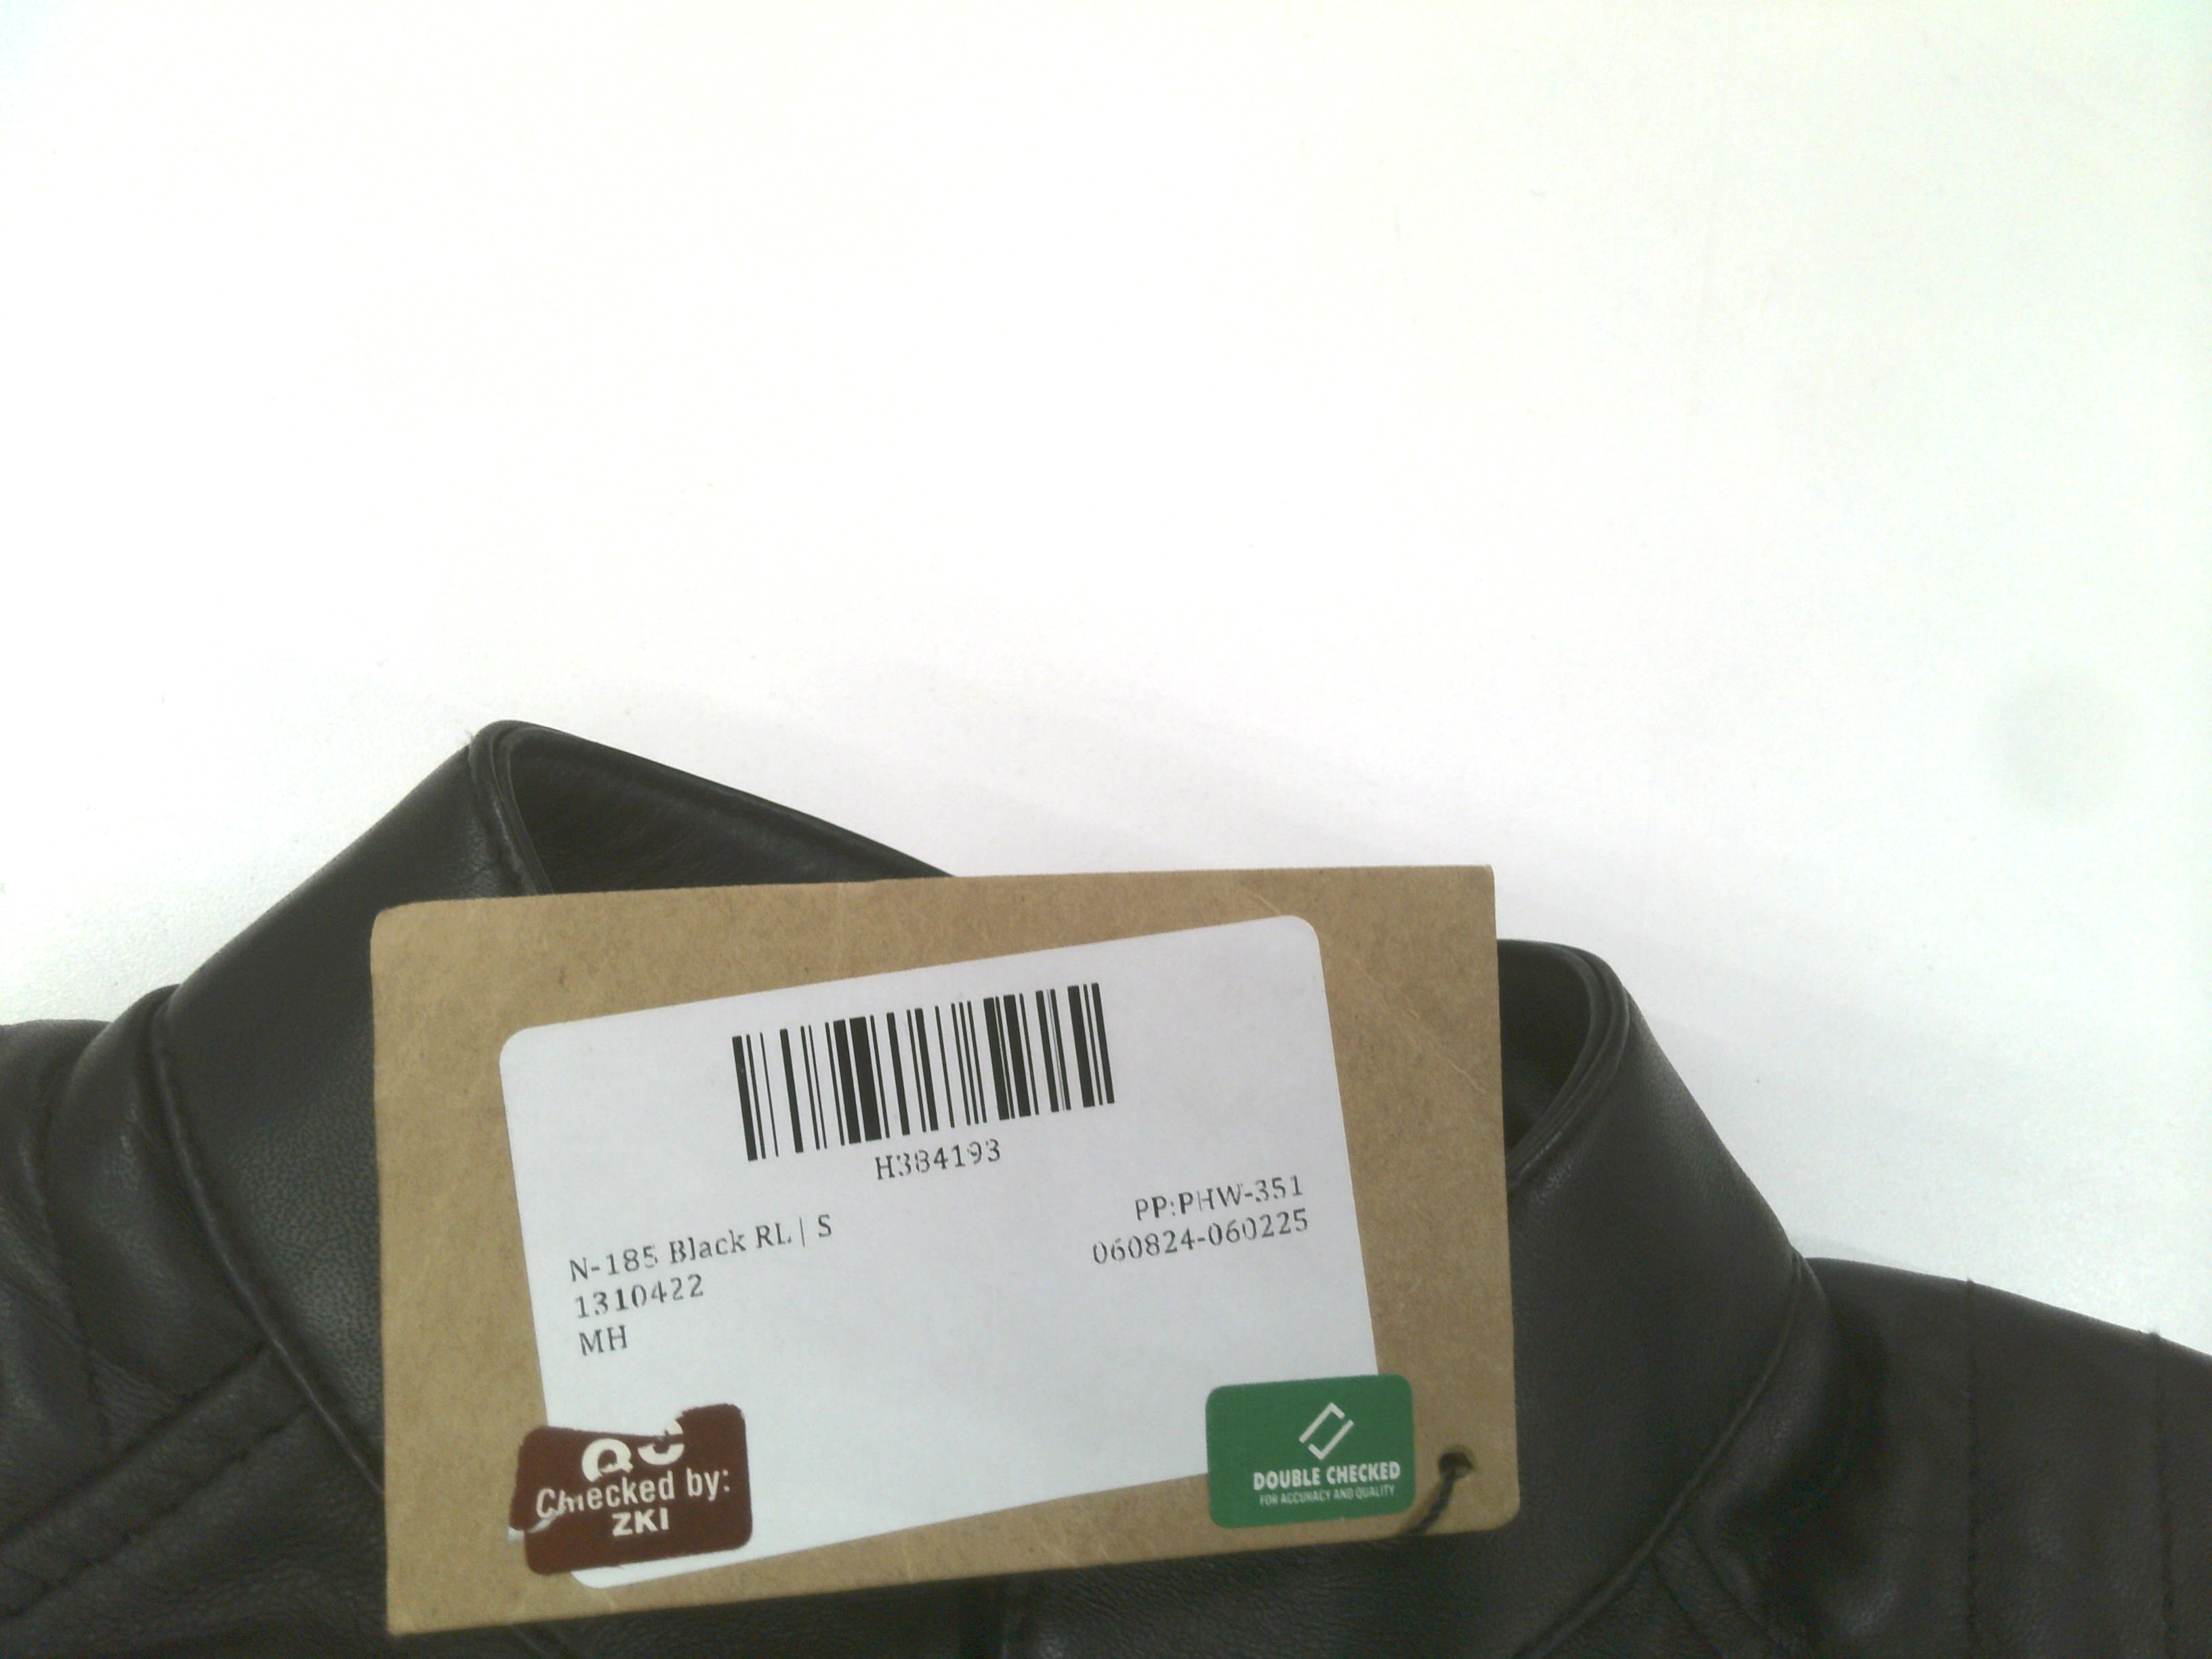 H384193
PP:PHW-351
060824-060225
N-185 Black RL | S
1310422
MH
QC
Checked by:
ZKI
DOUBLE CHECKED
FOR ACCURACY AND QUALITY